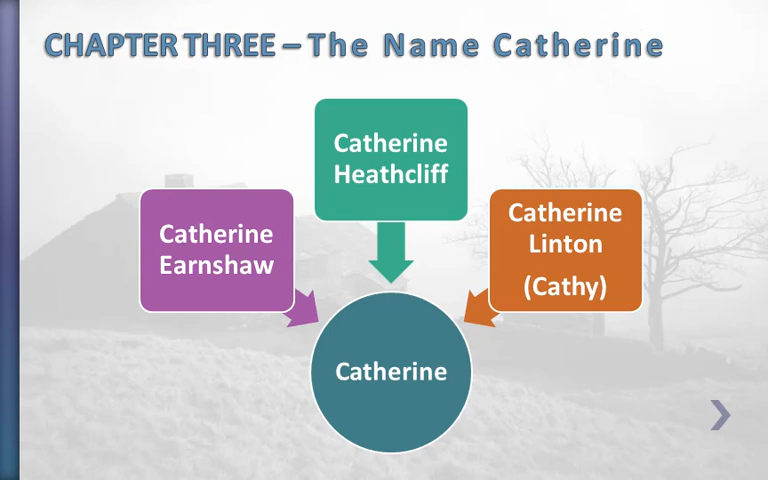 CHAPTER THREE – The Name Catherine
Catherine
Heathcliff
Catherine
Earnshaw
Catherine
Linton
(Cathy)
Catherine